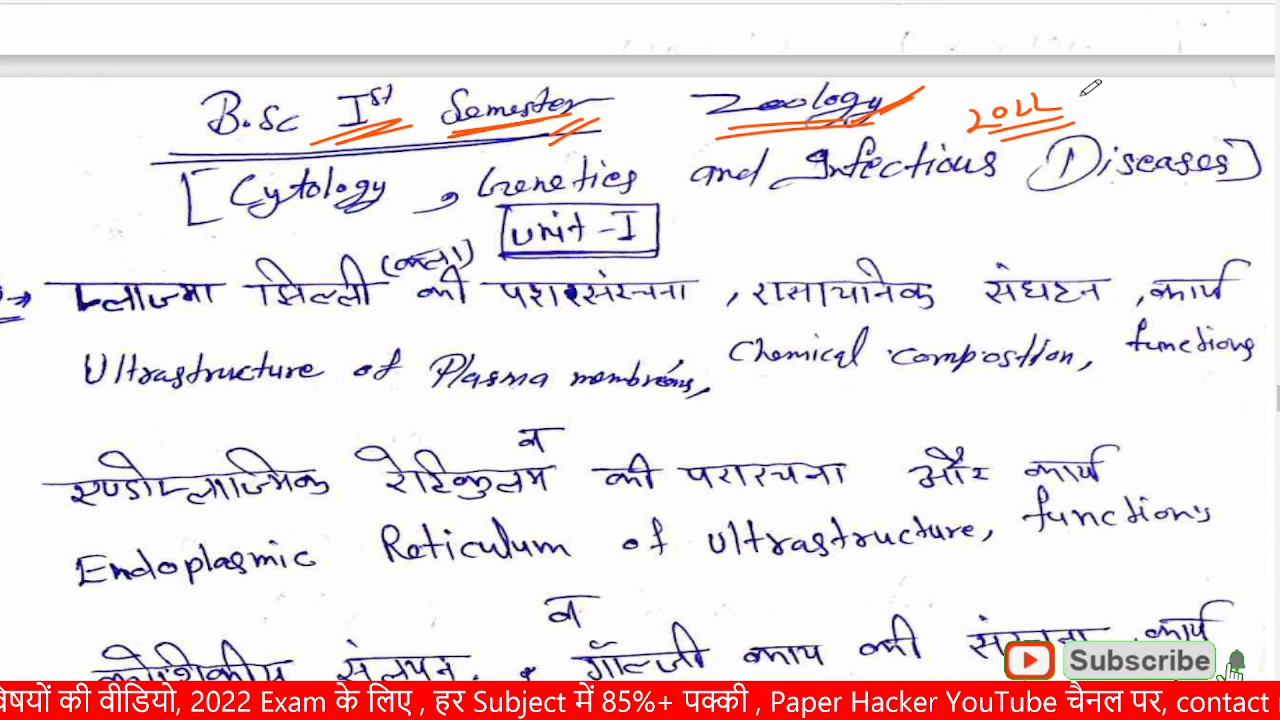 B.Sc Ist Semester Zoology 2022
[Cytology, Genetics and Infectious Diseases]
Unit-I
प्लाज्मा झिल्ली (कला) की परासंरचना, रासायनिक संघटन, कार्य
Ultrastructure of Plasma membrens, Chemical compostion, functions
व
एण्डोप्लाज्मिक रेटिकुलम की परारचना और कार्य
Endoplasmic Reticulum of Ultrastructure, functions
व
कोशिकीय संलयन, गॉल्जी काय की कार्य
Subscribe
विषयों की वीडियो, 2022 Exam के लिए , हर Subject में 85%+ पक्की , Paper Hacker YouTube चैनल पर, contact